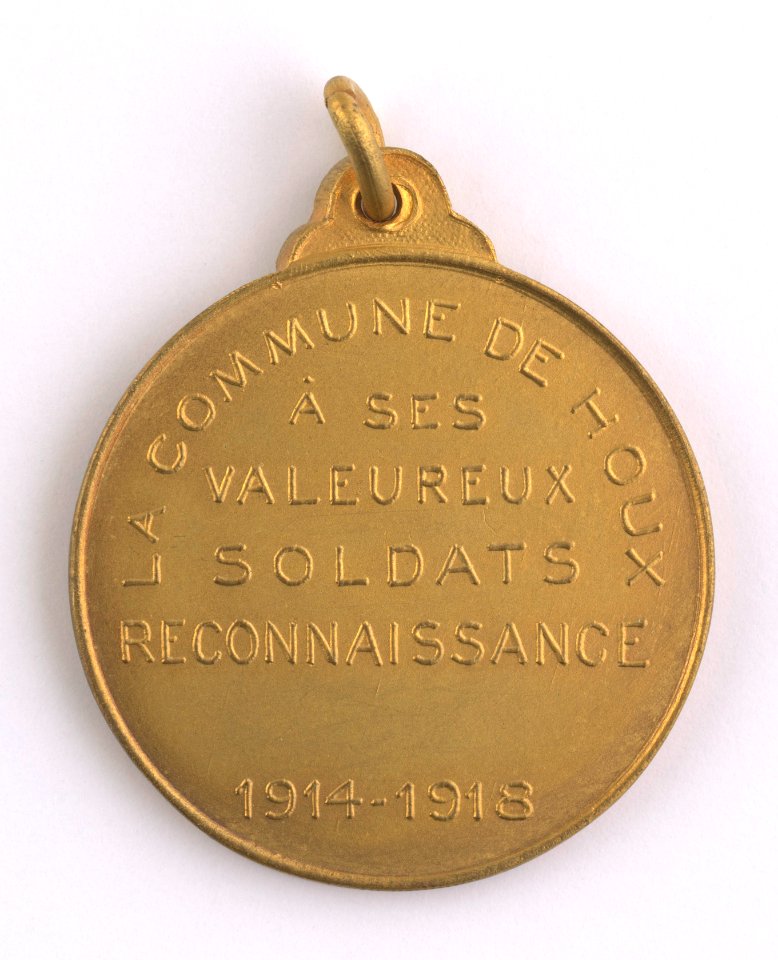 LA COMMUNE DE HOUX
À SES
VALEUREUX
SOLDATS
RECONNAISSANCE
1914-1918